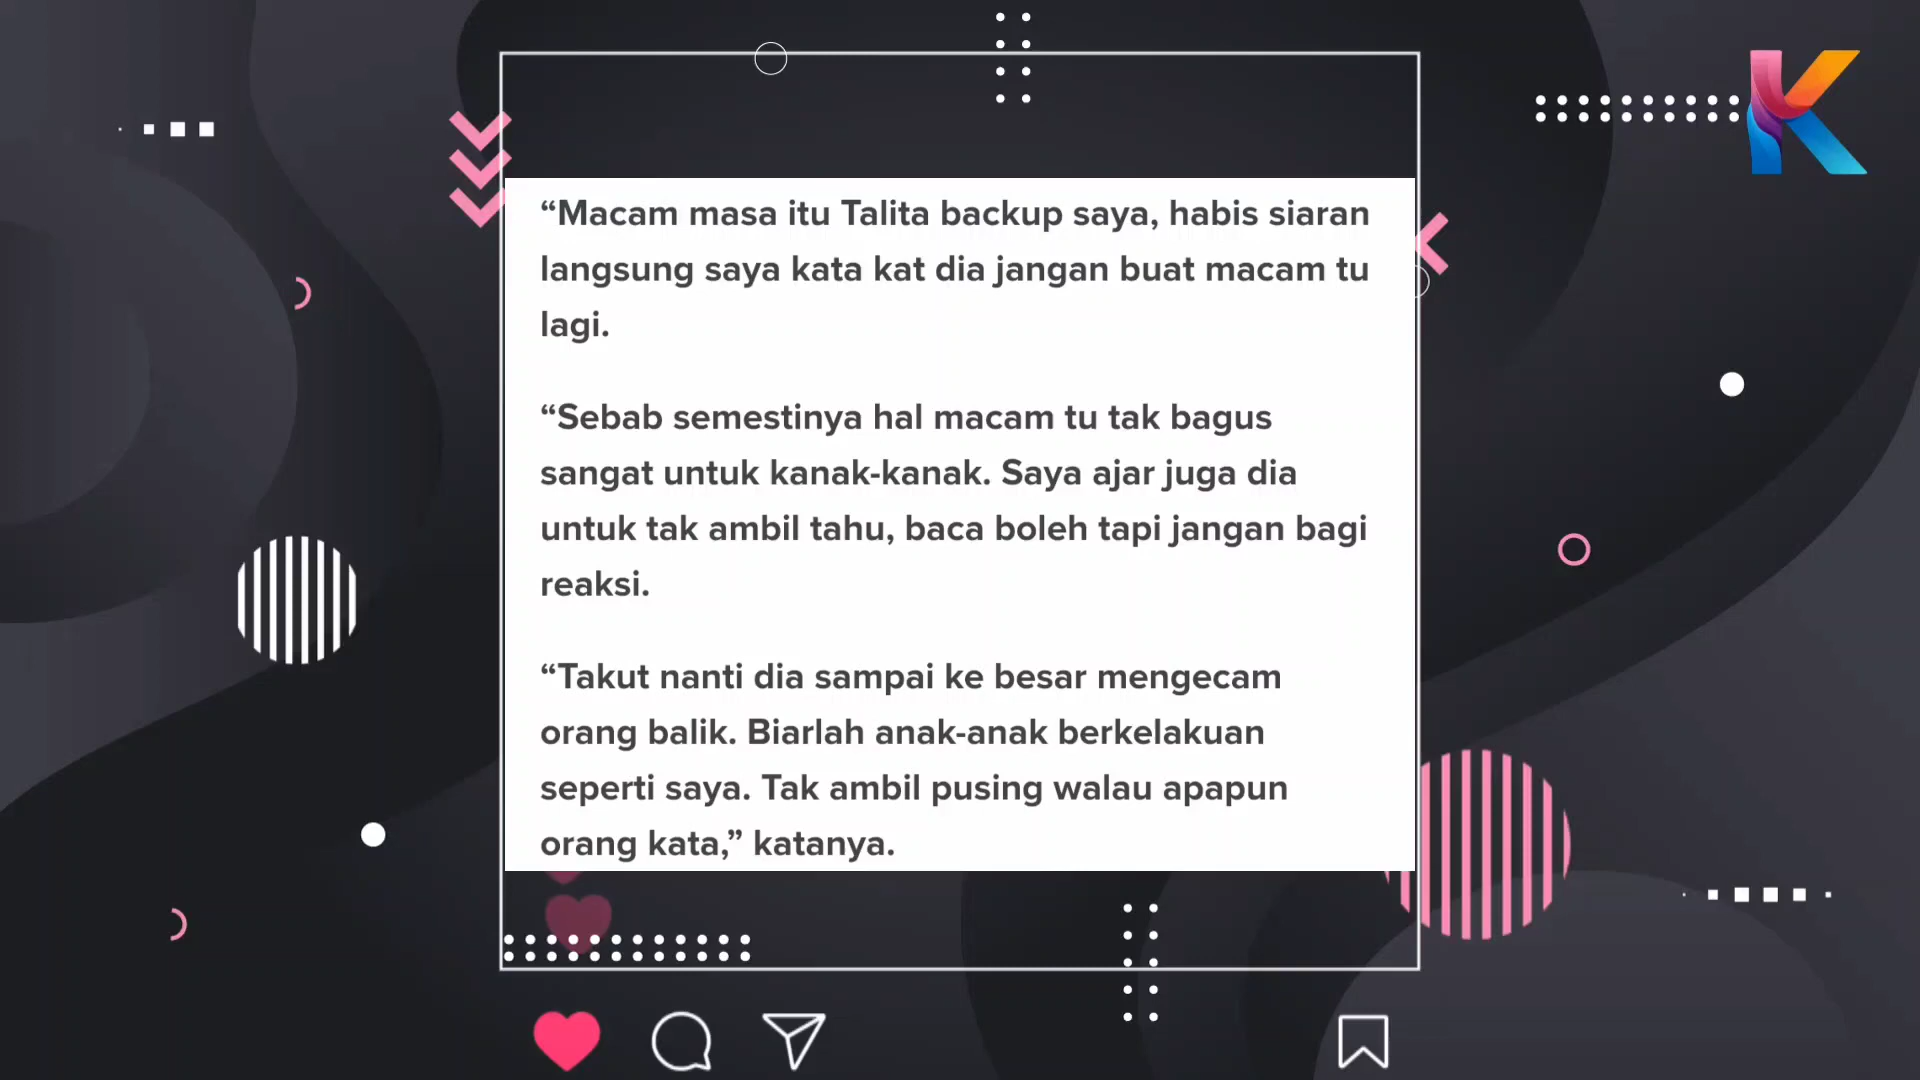 “Macam masa itu Talita backup saya, habis siaran
langsung saya kata kat dia jangan buat macam tu
lagi.
“Sebab semestinya hal macam tu tak bagus
sangat untuk kanak-kanak. Saya ajar juga dia
untuk tak ambil tahu, baca boleh tapi jangan bagi
reaksi.
“Takut nanti dia sampai ke besar mengecam
orang balik. Biarlah anak-anak berkelakuan
seperti saya. Tak ambil pusing walau apapun
orang kata,” katanya.
K